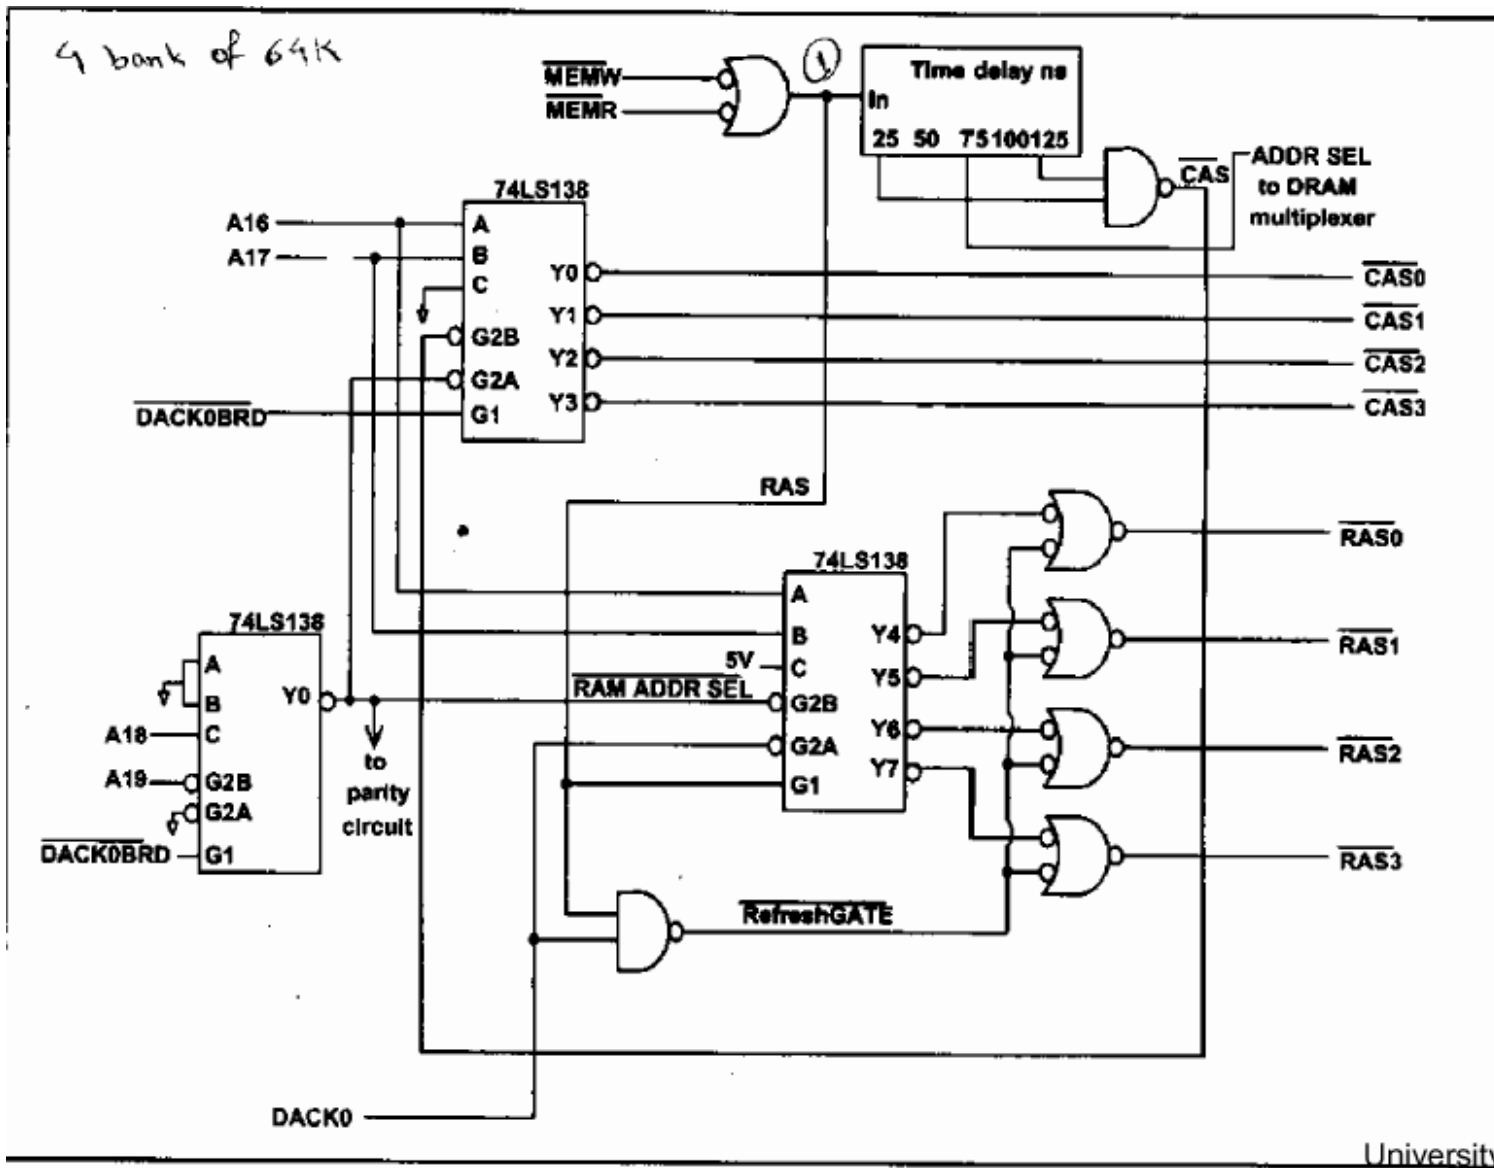 4 bank of 64K
1
Time delay ns
In
25 50 75 100 125
MEMW
MEMR
CAS
ADDR SEL
to DRAM
multiplexer
74LS138
A16
A17
A
B
C
G2B
G2A
G1
Y0
Y1
Y2
Y3
DACK0BRD
CAS0
CAS1
CAS2
CAS3
RAS
74LS138
A
B
5V
C
RAM ADDR SEL
G2B
G2A
G1
Y4
Y5
Y6
Y7
RAS0
RAS1
RAS2
RAS3
74LS138
A
B
A18
C
A19
G2B
G2A
DACK0BRD
G1
Y0
to
parity
circuit
RefreshGATE
DACK0
University